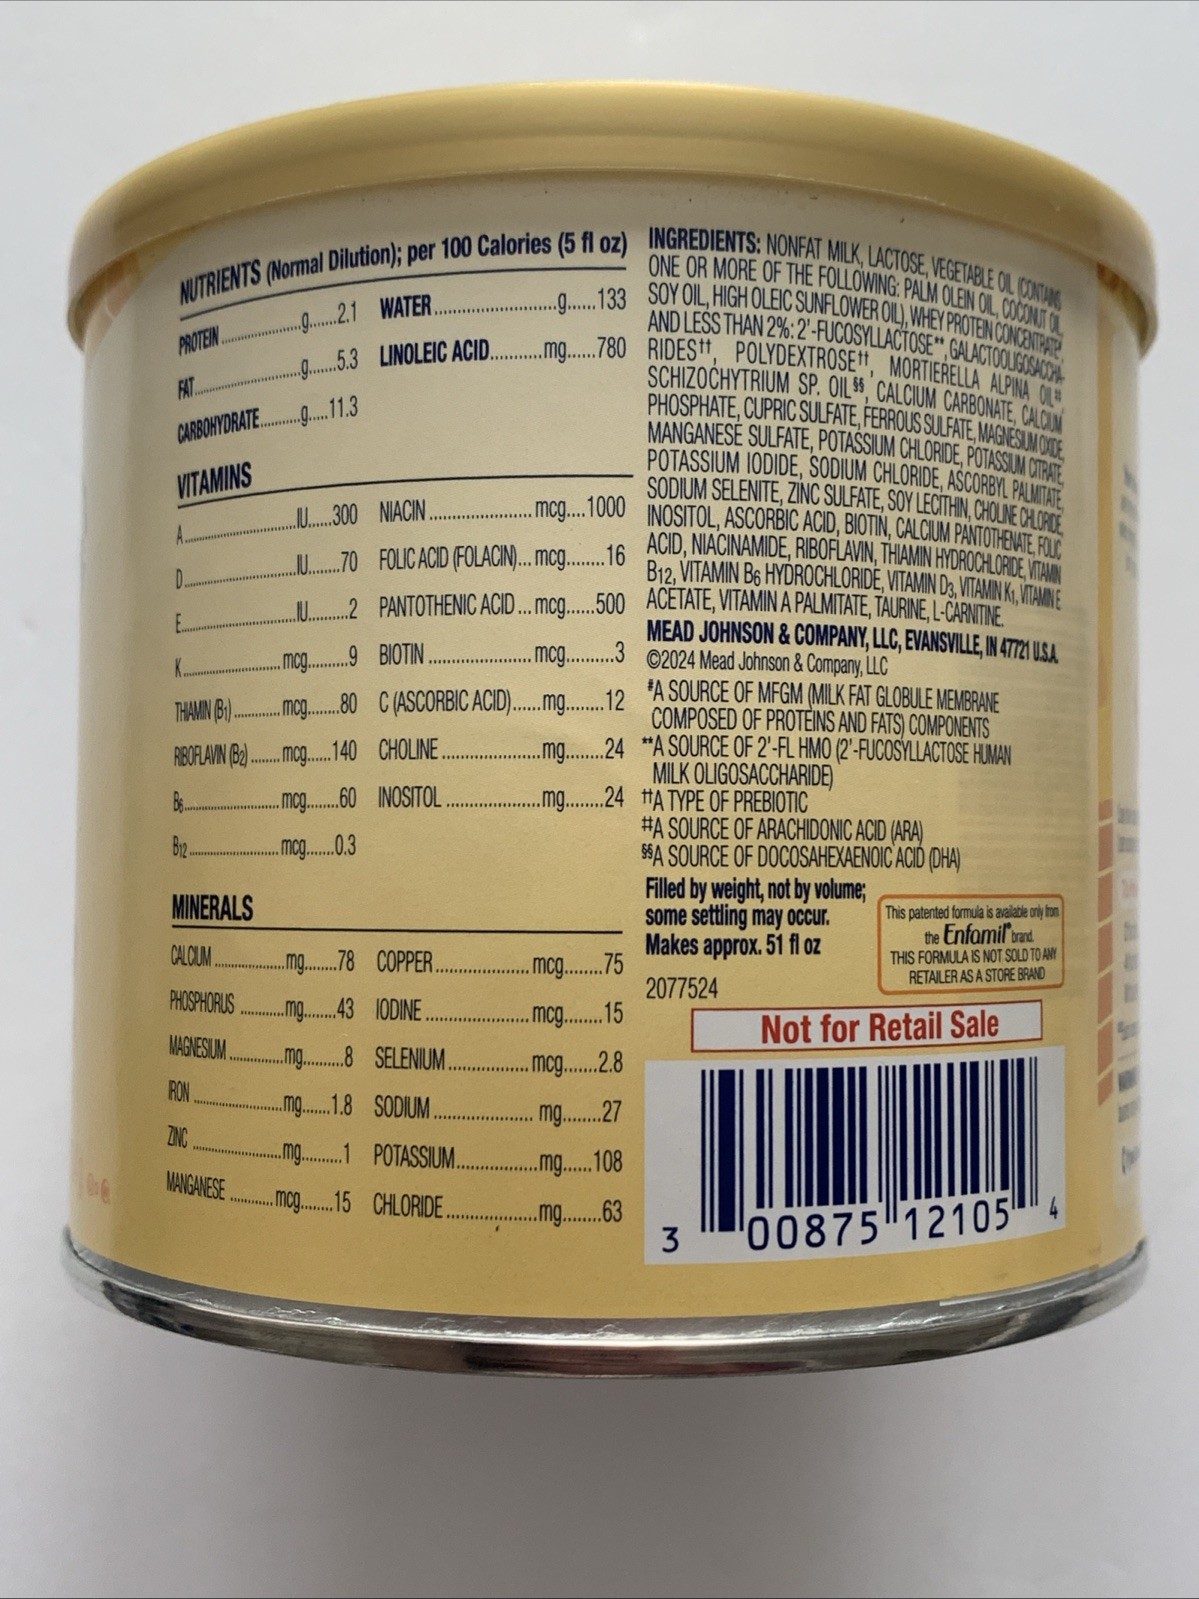 NUTRIENTS (Normal Dilution); per 100 Calories (5 fl oz)
PROTEIN ........ g ...... 2.1
FAT ........ g ...... 5.3
CARBOHYDRATE ........ g ..... 11.3
WATER ........ g ...... 133
LINOLEIC ACID ........ mg ...... 780
VITAMINS
A ........ IU ...... 300
D ........ IU ....... 70
E ........ IU ......... 2
K ........ mcg ......... 9
THIAMIN (B1) ........ mcg ....... 80
RIBOFLAVIN (B2) ........ mcg ...... 140
B6 ........ mcg ....... 60
B12 ........ mcg ...... 0.3
NIACIN ........ mcg .... 1000
FOLIC ACID (FOLACIN) ... mcg ........ 16
PANTOTHENIC ACID ... mcg ...... 500
BIOTIN ........ mcg ......... 3
C (ASCORBIC ACID) ...... mg ........ 12
CHOLINE ........ mg ........ 24
INOSITOL ........ mg ........ 24
MINERALS
CALCIUM ........ mg ....... 78
PHOSPHORUS ........ mg ....... 43
MAGNESIUM ........ mg ......... 8
IRON ........ mg ...... 1.8
ZINC ........ mg ......... 1
MANGANESE ........ mcg ........ 15
COPPER ........ mcg ........ 75
IODINE ........ mcg ........ 15
SELENIUM ........ mcg ....... 2.8
SODIUM ........ mg ........ 27
POTASSIUM ........ mg ...... 108
CHLORIDE ........ mg ........ 63
INGREDIENTS: NONFAT MILK, LACTOSE, VEGETABLE OIL (CONTAINS
ONE OR MORE OF THE FOLLOWING: PALM OLEIN OIL, COCONUT OIL,
SOY OIL, HIGH OLEIC SUNFLOWER OIL), WHEY PROTEIN CONCENTRATE#,
AND LESS THAN 2%: 2'-FUCOSYLLACTOSE**, GALACTOOLIGOSACCHA-
RIDES††, POLYDEXTROSE††, MORTIERELLA ALPINA OIL‡‡,
SCHIZOCHYTRIUM SP. OIL§§, CALCIUM CARBONATE, CALCIUM
PHOSPHATE, CUPRIC SULFATE, FERROUS SULFATE, MAGNESIUM OXIDE,
MANGANESE SULFATE, POTASSIUM CHLORIDE, POTASSIUM CITRATE,
POTASSIUM IODIDE, SODIUM CHLORIDE, ASCORBYL PALMITATE,
SODIUM SELENITE, ZINC SULFATE, SOY LECITHIN, CHOLINE CHLORIDE,
INOSITOL, ASCORBIC ACID, BIOTIN, CALCIUM PANTOTHENATE, FOLIC
ACID, NIACINAMIDE, RIBOFLAVIN, THIAMIN HYDROCHLORIDE, VITAMIN
B12, VITAMIN B6 HYDROCHLORIDE, VITAMIN D3, VITAMIN K1, VITAMIN E
ACETATE, VITAMIN A PALMITATE, TAURINE, L-CARNITINE.
MEAD JOHNSON & COMPANY, LLC, EVANSVILLE, IN 47721 U.S.A.
©2024 Mead Johnson & Company, LLC
#A SOURCE OF MFGM (MILK FAT GLOBULE MEMBRANE
COMPOSED OF PROTEINS AND FATS) COMPONENTS
**A SOURCE OF 2'-FL HMO (2'-FUCOSYLLACTOSE HUMAN
MILK OLIGOSACCHARIDE)
††A TYPE OF PREBIOTIC
‡‡A SOURCE OF ARACHIDONIC ACID (ARA)
§§A SOURCE OF DOCOSAHEXAENOIC ACID (DHA)
Filled by weight, not by volume;
some settling may occur.
Makes approx. 51 fl oz
2077524
This patented formula is available only from
the Enfamil® brand.
THIS FORMULA IS NOT SOLD TO ANY
RETAILER AS A STORE BRAND
Not for Retail Sale
3 00875 12105 4